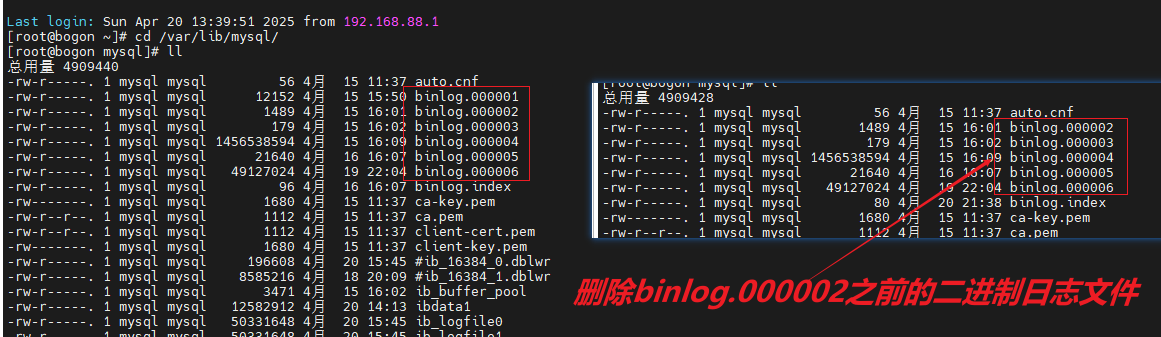 Last login: Sun Apr 20 13:39:51 2025 from 192.168.88.1
[root@bogon ~]# cd /var/lib/mysql/
[root@bogon mysql]# ll
总用量 4909440
-rw-r-----. 1 mysql mysql         56 4月  15 11:37 auto.cnf
-rw-r-----. 1 mysql mysql      12152 4月  15 15:50 binlog.000001
-rw-r-----. 1 mysql mysql       1489 4月  15 16:01 binlog.000002
-rw-r-----. 1 mysql mysql        179 4月  15 16:02 binlog.000003
-rw-r-----. 1 mysql mysql 1456538594 4月  15 16:09 binlog.000004
-rw-r-----. 1 mysql mysql      21640 4月  16 16:07 binlog.000005
-rw-r-----. 1 mysql mysql   49127024 4月  19 22:04 binlog.000006
-rw-r-----. 1 mysql mysql         96 4月  16 16:07 binlog.index
-rw-------. 1 mysql mysql       1680 4月  15 11:37 ca-key.pem
-rw-r--r--. 1 mysql mysql       1112 4月  15 11:37 ca.pem
-rw-r--r--. 1 mysql mysql       1112 4月  15 11:37 client-cert.pem
-rw-------. 1 mysql mysql       1680 4月  15 11:37 client-key.pem
-rw-r-----. 1 mysql mysql     196608 4月  20 15:45 #ib_16384_0.dblwr
-rw-r-----. 1 mysql mysql    8585216 4月  18 20:09 #ib_16384_1.dblwr
-rw-r-----. 1 mysql mysql       3471 4月  15 16:02 ib_buffer_pool
-rw-r-----. 1 mysql mysql   12582912 4月  20 14:13 ibdata1
-rw-r-----. 1 mysql mysql   50331648 4月  20 15:45 ib_logfile0
-rw-r-----. 1 mysql mysql   50331648 4月  20 15:45 ib_logfile1
[root@bogon mysql]# ll
总用量 4909428
-rw-r-----. 1 mysql mysql         56 4月  15 11:37 auto.cnf
-rw-r-----. 1 mysql mysql       1489 4月  15 16:01 binlog.000002
-rw-r-----. 1 mysql mysql        179 4月  15 16:02 binlog.000003
-rw-r-----. 1 mysql mysql 1456538594 4月  15 16:09 binlog.000004
-rw-r-----. 1 mysql mysql      21640 4月  16 16:07 binlog.000005
-rw-r-----. 1 mysql mysql   49127024 4月  19 22:04 binlog.000006
-rw-r-----. 1 mysql mysql         80 4月  20 21:38 binlog.index
-rw-------. 1 mysql mysql       1680 4月  15 11:37 ca-key.pem
-rw-r--r--. 1 mysql mysql       1112 4月  15 11:37 ca.pem
删除binlog.000002之前的二进制日志文件